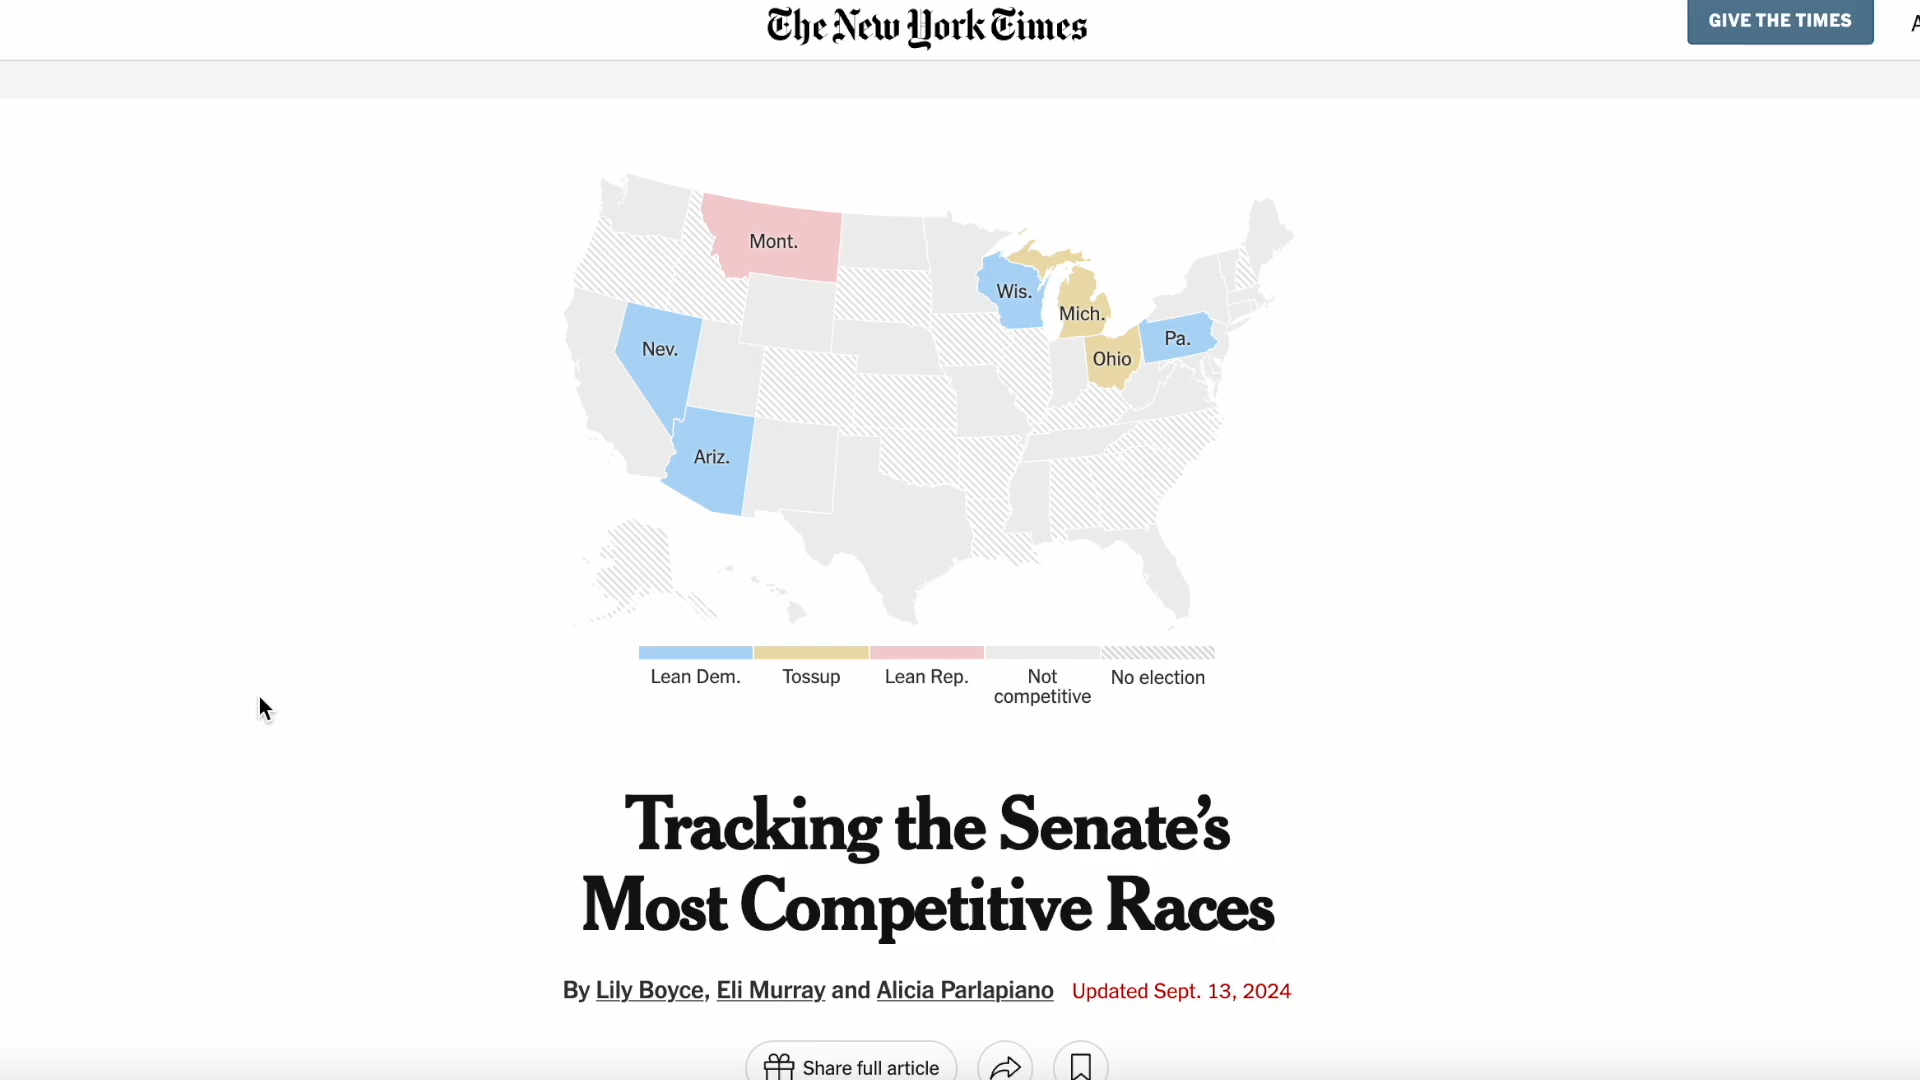 The New York Times
GIVE THE TIMES
A
Mont.
Wis.
Mich.
Pa.
Nev.
Ohio
Ariz.
Lean Dem.
Tossup
Lean Rep.
Not
competitive
No election
Tracking the Senate’s
Most Competitive Races
By Lily Boyce, Eli Murray and Alicia Parlapiano Updated Sept. 13, 2024
Share full article